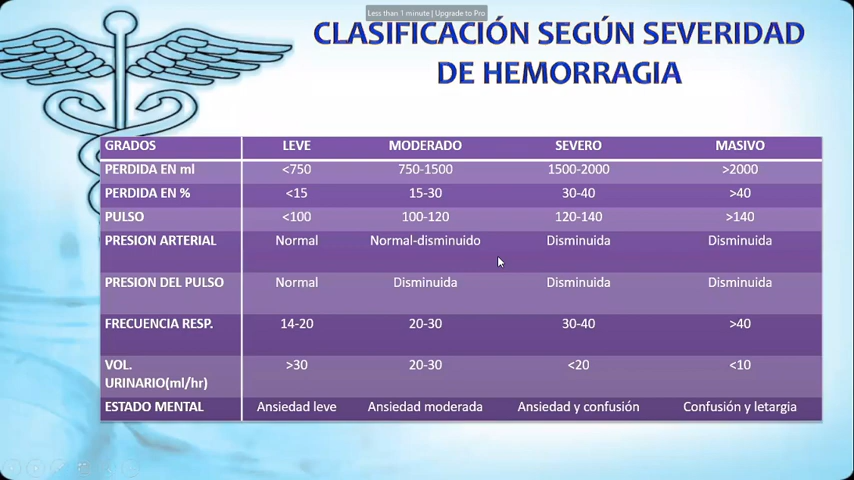 Less than 1 minute | Upgrade to Pro
CLASIFICACIÓN SEGÚN SEVERIDAD
DE HEMORRAGIA
GRADOS LEVE MODERADO SEVERO MASIVO
PERDIDA EN ml <750 750-1500 1500-2000 >2000
PERDIDA EN % <15 15-30 30-40 >40
PULSO <100 100-120 120-140 >140
PRESION ARTERIAL Normal Normal-disminuido Disminuida Disminuida
PRESION DEL PULSO Normal Disminuida Disminuida Disminuida
FRECUENCIA RESP. 14-20 20-30 30-40 >40
VOL. >30 20-30 <20 <10
URINARIO(ml/hr)
ESTADO MENTAL Ansiedad leve Ansiedad moderada Ansiedad y confusión Confusión y letargia